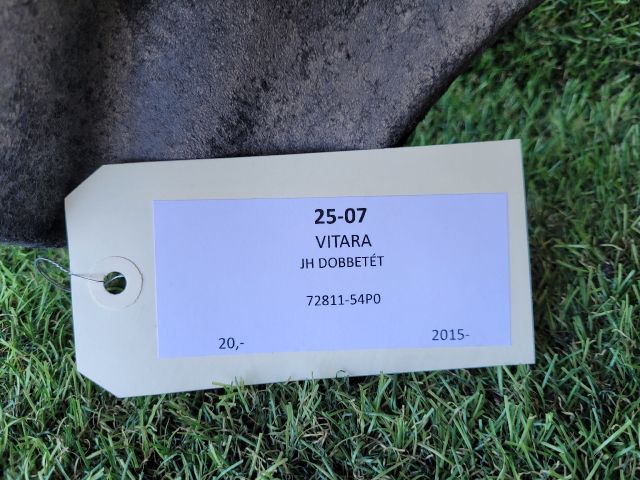 25-07
VITARA
JH DOBBETÉT
72811-54P0
20,- 2015-